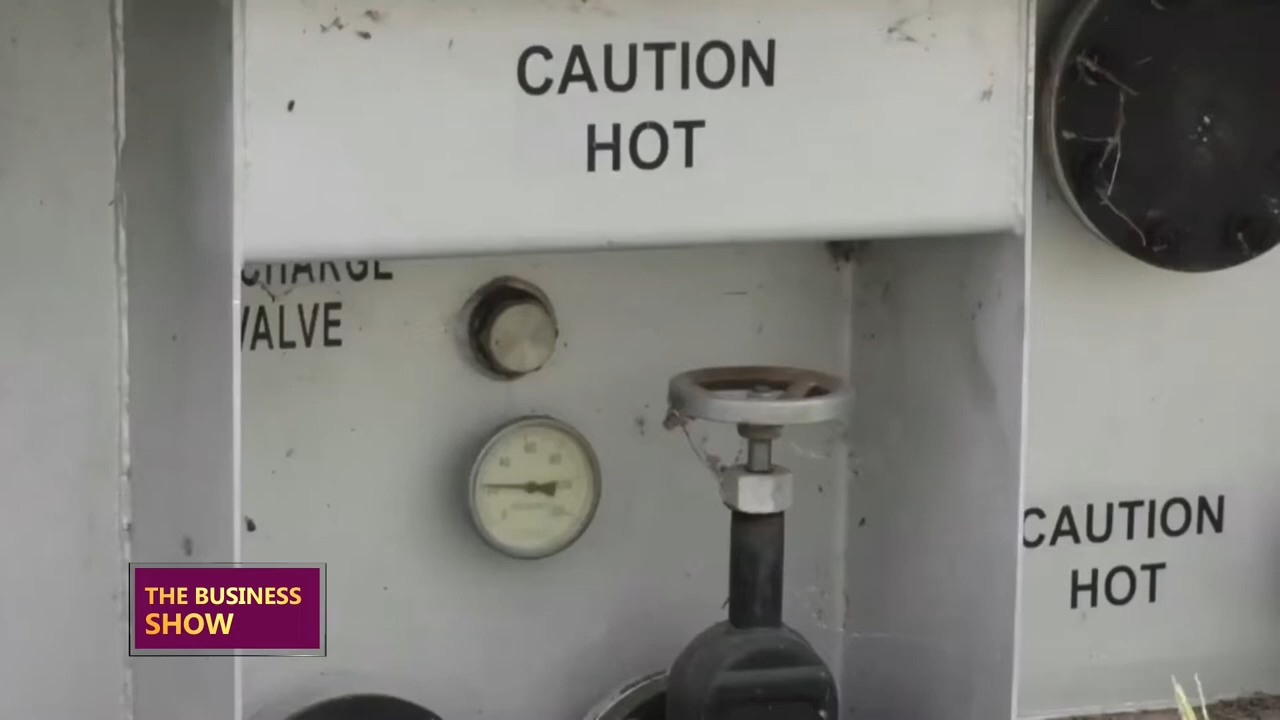 CAUTION
HOT
VALVE
CAUTION
HOT
THE BUSINESS
SHOW